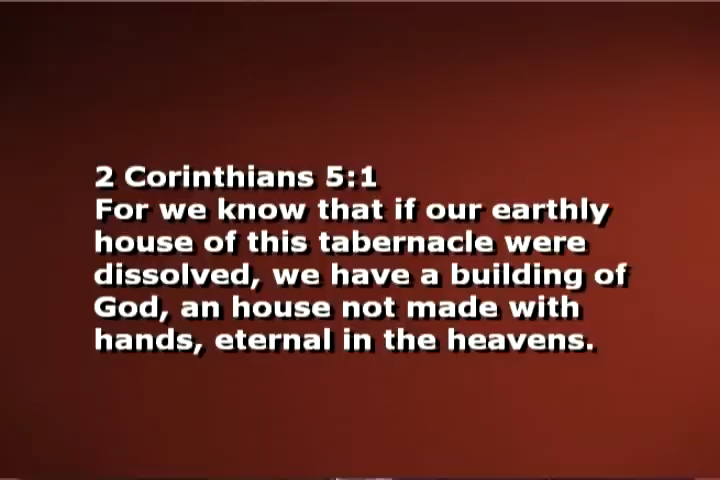 2 Corinthians 5:1
For we know that if our earthly
house of this tabernacle were
dissolved, we have a building of
God, an house not made with
hands, eternal in the heavens.